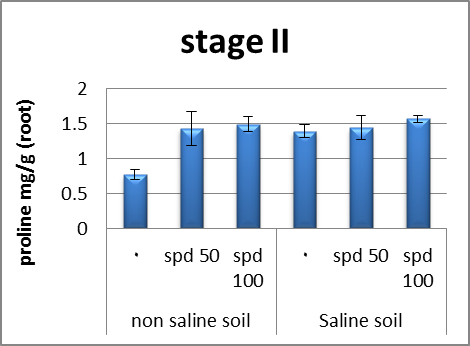 stage II
proline mg/g (root)
2
1.5
1
0.5
0
· spd 50 spd 100 · spd 50 spd 100
non saline soil Saline soil